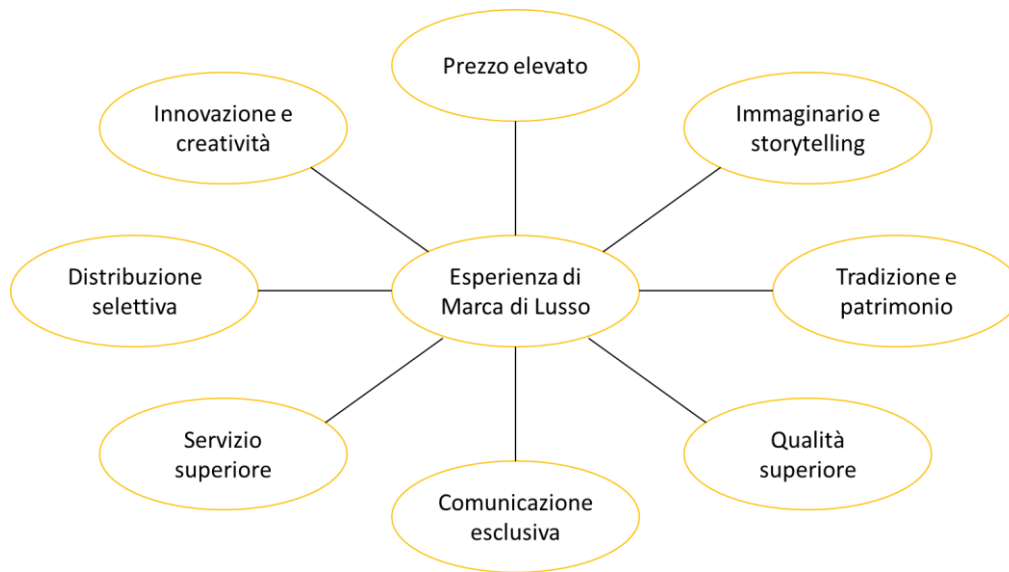 Prezzo elevato
Innovazione e
creatività
Immaginario e
storytelling
Distribuzione
selettiva
Esperienza di
Marca di Lusso
Tradizione e
patrimonio
Servizio
superiore
Qualità
superiore
Comunicazione
esclusiva